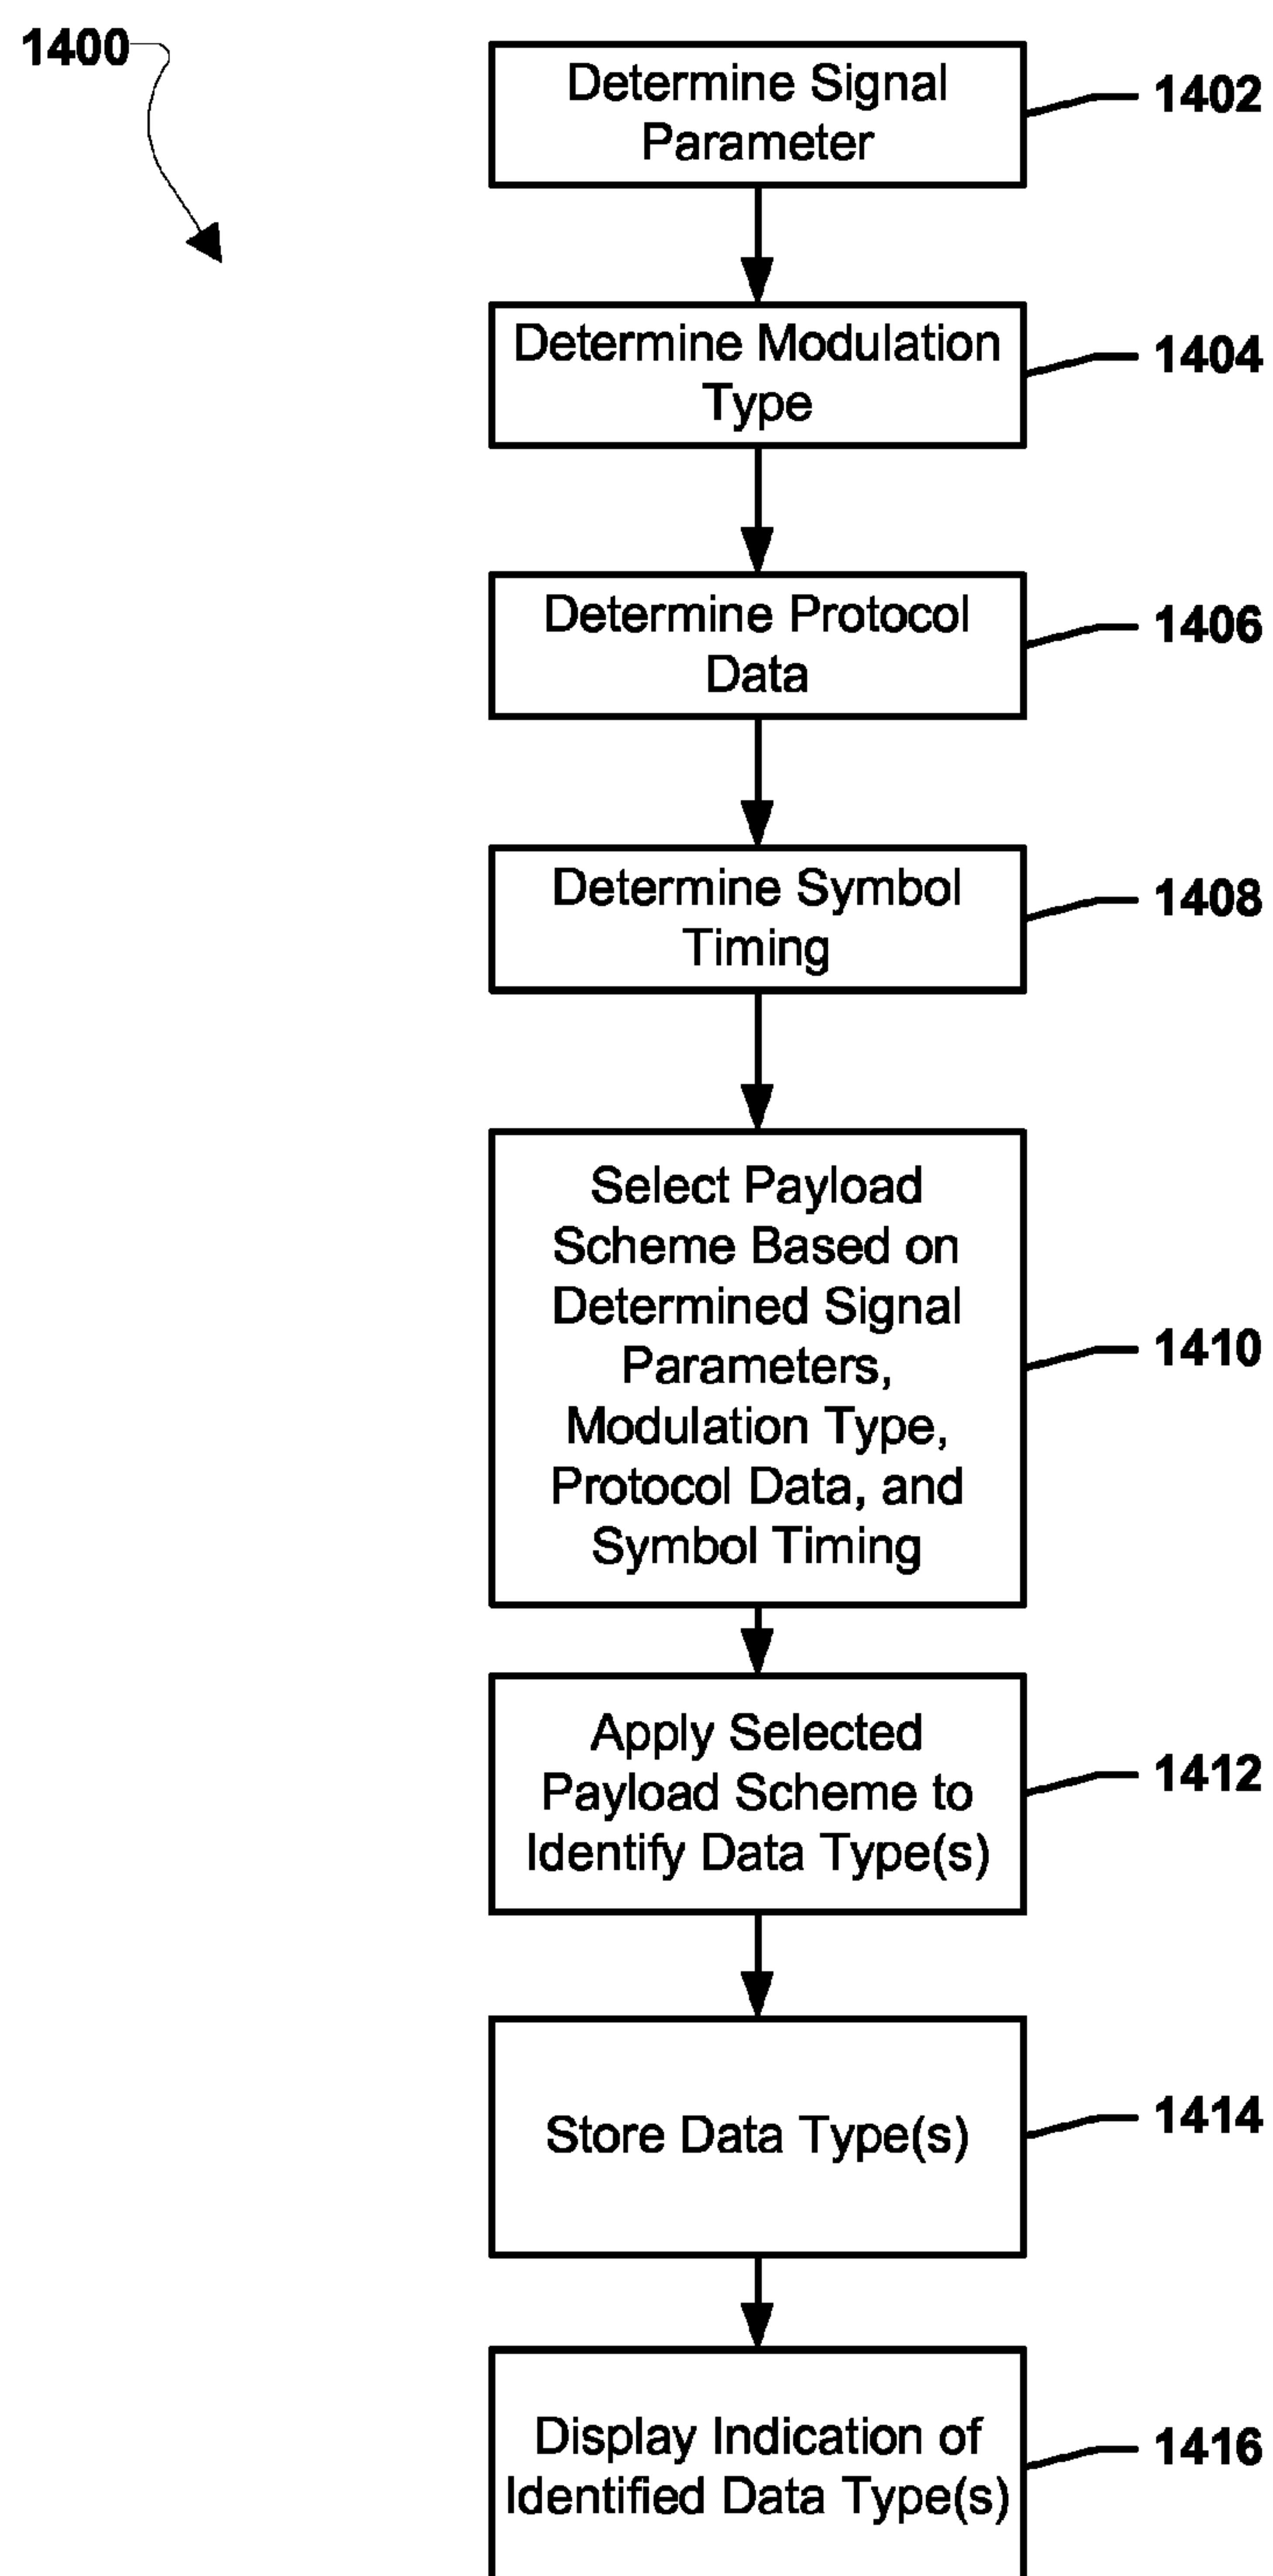 1400
Determine Signal
Parameter
1402
Determine Modulation
Type
1404
Determine Protocol
Data
1406
Determine Symbol
Timing
1408
Select Payload
Scheme Based on
Determined Signal
Parameters,
Modulation Type,
Protocol Data, and
Symbol Timing
1410
Apply Selected
Payload Scheme to
Identify Data Type(s)
1412
Store Data Type(s)
1414
Display Indication of
Identified Data Type(s)
1416